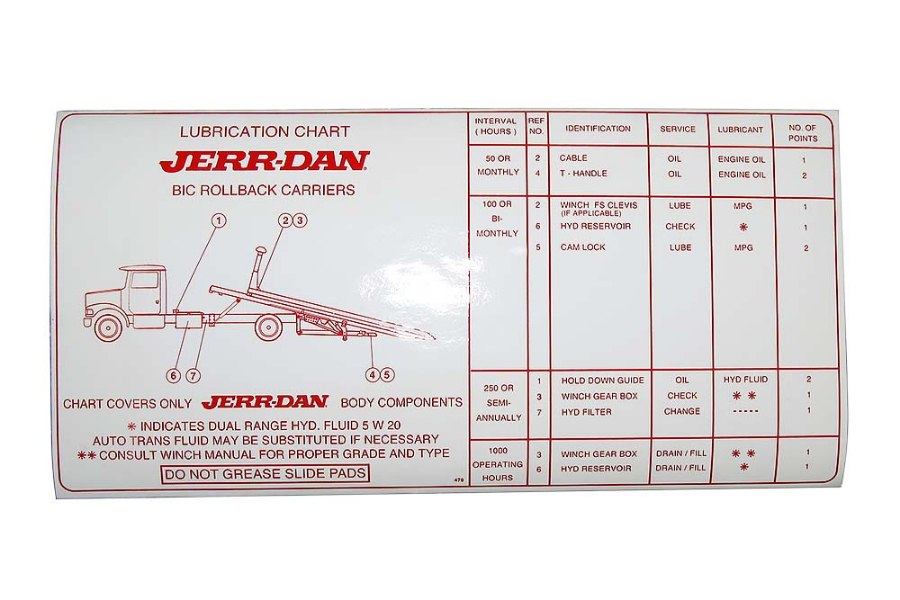 LUBRICATION CHART
JERR-DAN
BIC ROLLBACK CARRIERS
1
2 3
6 7
4 5
CHART COVERS ONLY JERR-DAN BODY COMPONENTS
* INDICATES DUAL RANGE HYD. FLUID 5 W 20
AUTO TRANS FLUID MAY BE SUBSTITUTED IF NECESSARY
** CONSULT WINCH MANUAL FOR PROPER GRADE AND TYPE
DO NOT GREASE SLIDE PADS
476
INTERVAL (HOURS) REF NO. IDENTIFICATION SERVICE LUBRICANT NO. OF POINTS
50 OR MONTHLY
2 CABLE OIL ENGINE OIL 1
4 T - HANDLE OIL ENGINE OIL 2
100 OR BI-MONTHLY
2 WINCH FS CLEVIS LUBE MPG 1
(IF APPLICABLE)
6 HYD RESERVOIR CHECK * 1
5 CAM LOCK LUBE MPG 2
250 OR SEMI-ANNUALLY
1 HOLD DOWN GUIDE OIL HYD FLUID 2
3 WINCH GEAR BOX CHECK * * 1
7 HYD FILTER CHANGE ----- 1
1000 OPERATING HOURS
3 WINCH GEAR BOX DRAIN / FILL * * 1
6 HYD RESERVOIR DRAIN / FILL * 1